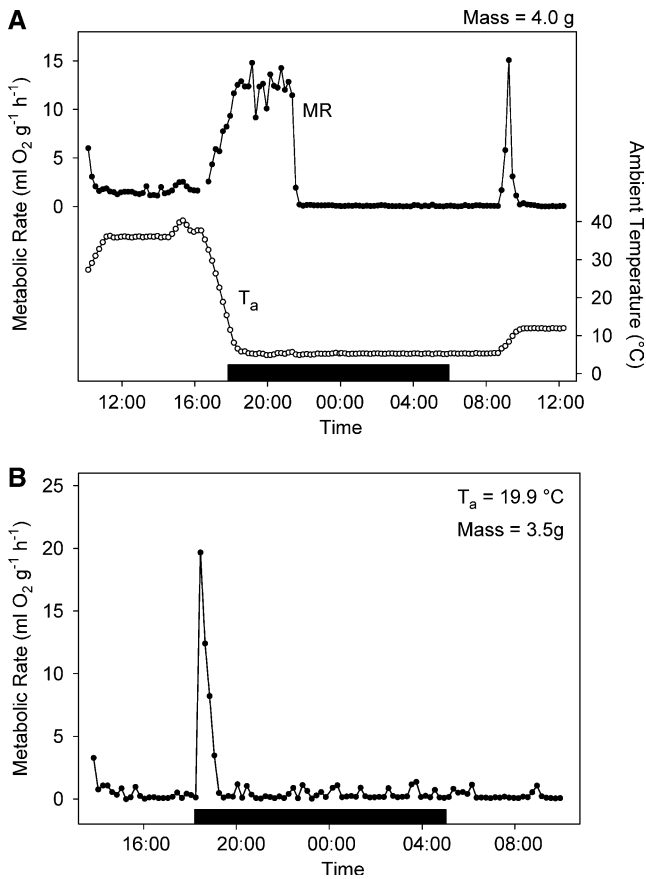 A
Mass = 4.0 g
Metabolic Rate (ml O₂ g⁻¹ h⁻¹)
15
10
5
0
MR
Tₐ
Ambient Temperature (°C)
40
30
20
10
0
12:00 16:00 20:00 00:00 04:00 08:00 12:00
Time
B
Tₐ = 19.9 °C
Mass = 3.5g
Metabolic Rate (ml O₂ g⁻¹ h⁻¹)
25
20
15
10
5
0
16:00 20:00 00:00 04:00 08:00
Time